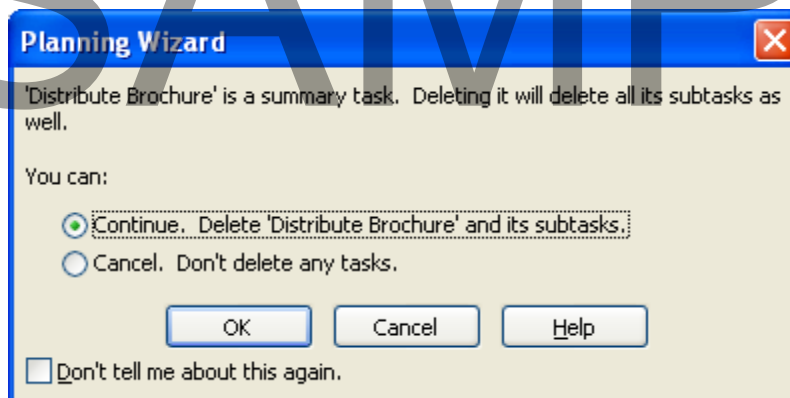 SAMP
Planning Wizard
'Distribute Brochure' is a summary task. Deleting it will delete all its subtasks as
well.
You can:
Continue. Delete 'Distribute Brochure' and its subtasks.
Cancel. Don't delete any tasks.
OK Cancel Help
Don't tell me about this again.